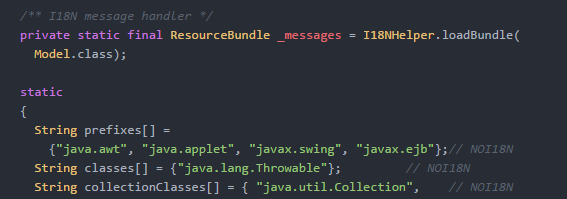 /** I18N message handler */
private static final ResourceBundle _messages = I18NHelper.loadBundle(
Model.class);
static
{
String prefixes[] =
{"java.awt", "java.applet", "javax.swing", "javax.ejb"};// NOI18N
String classes[] = {"java.lang.Throwable"}; // NOI18N
String collectionClasses[] = { "java.util.Collection", // NOI18N